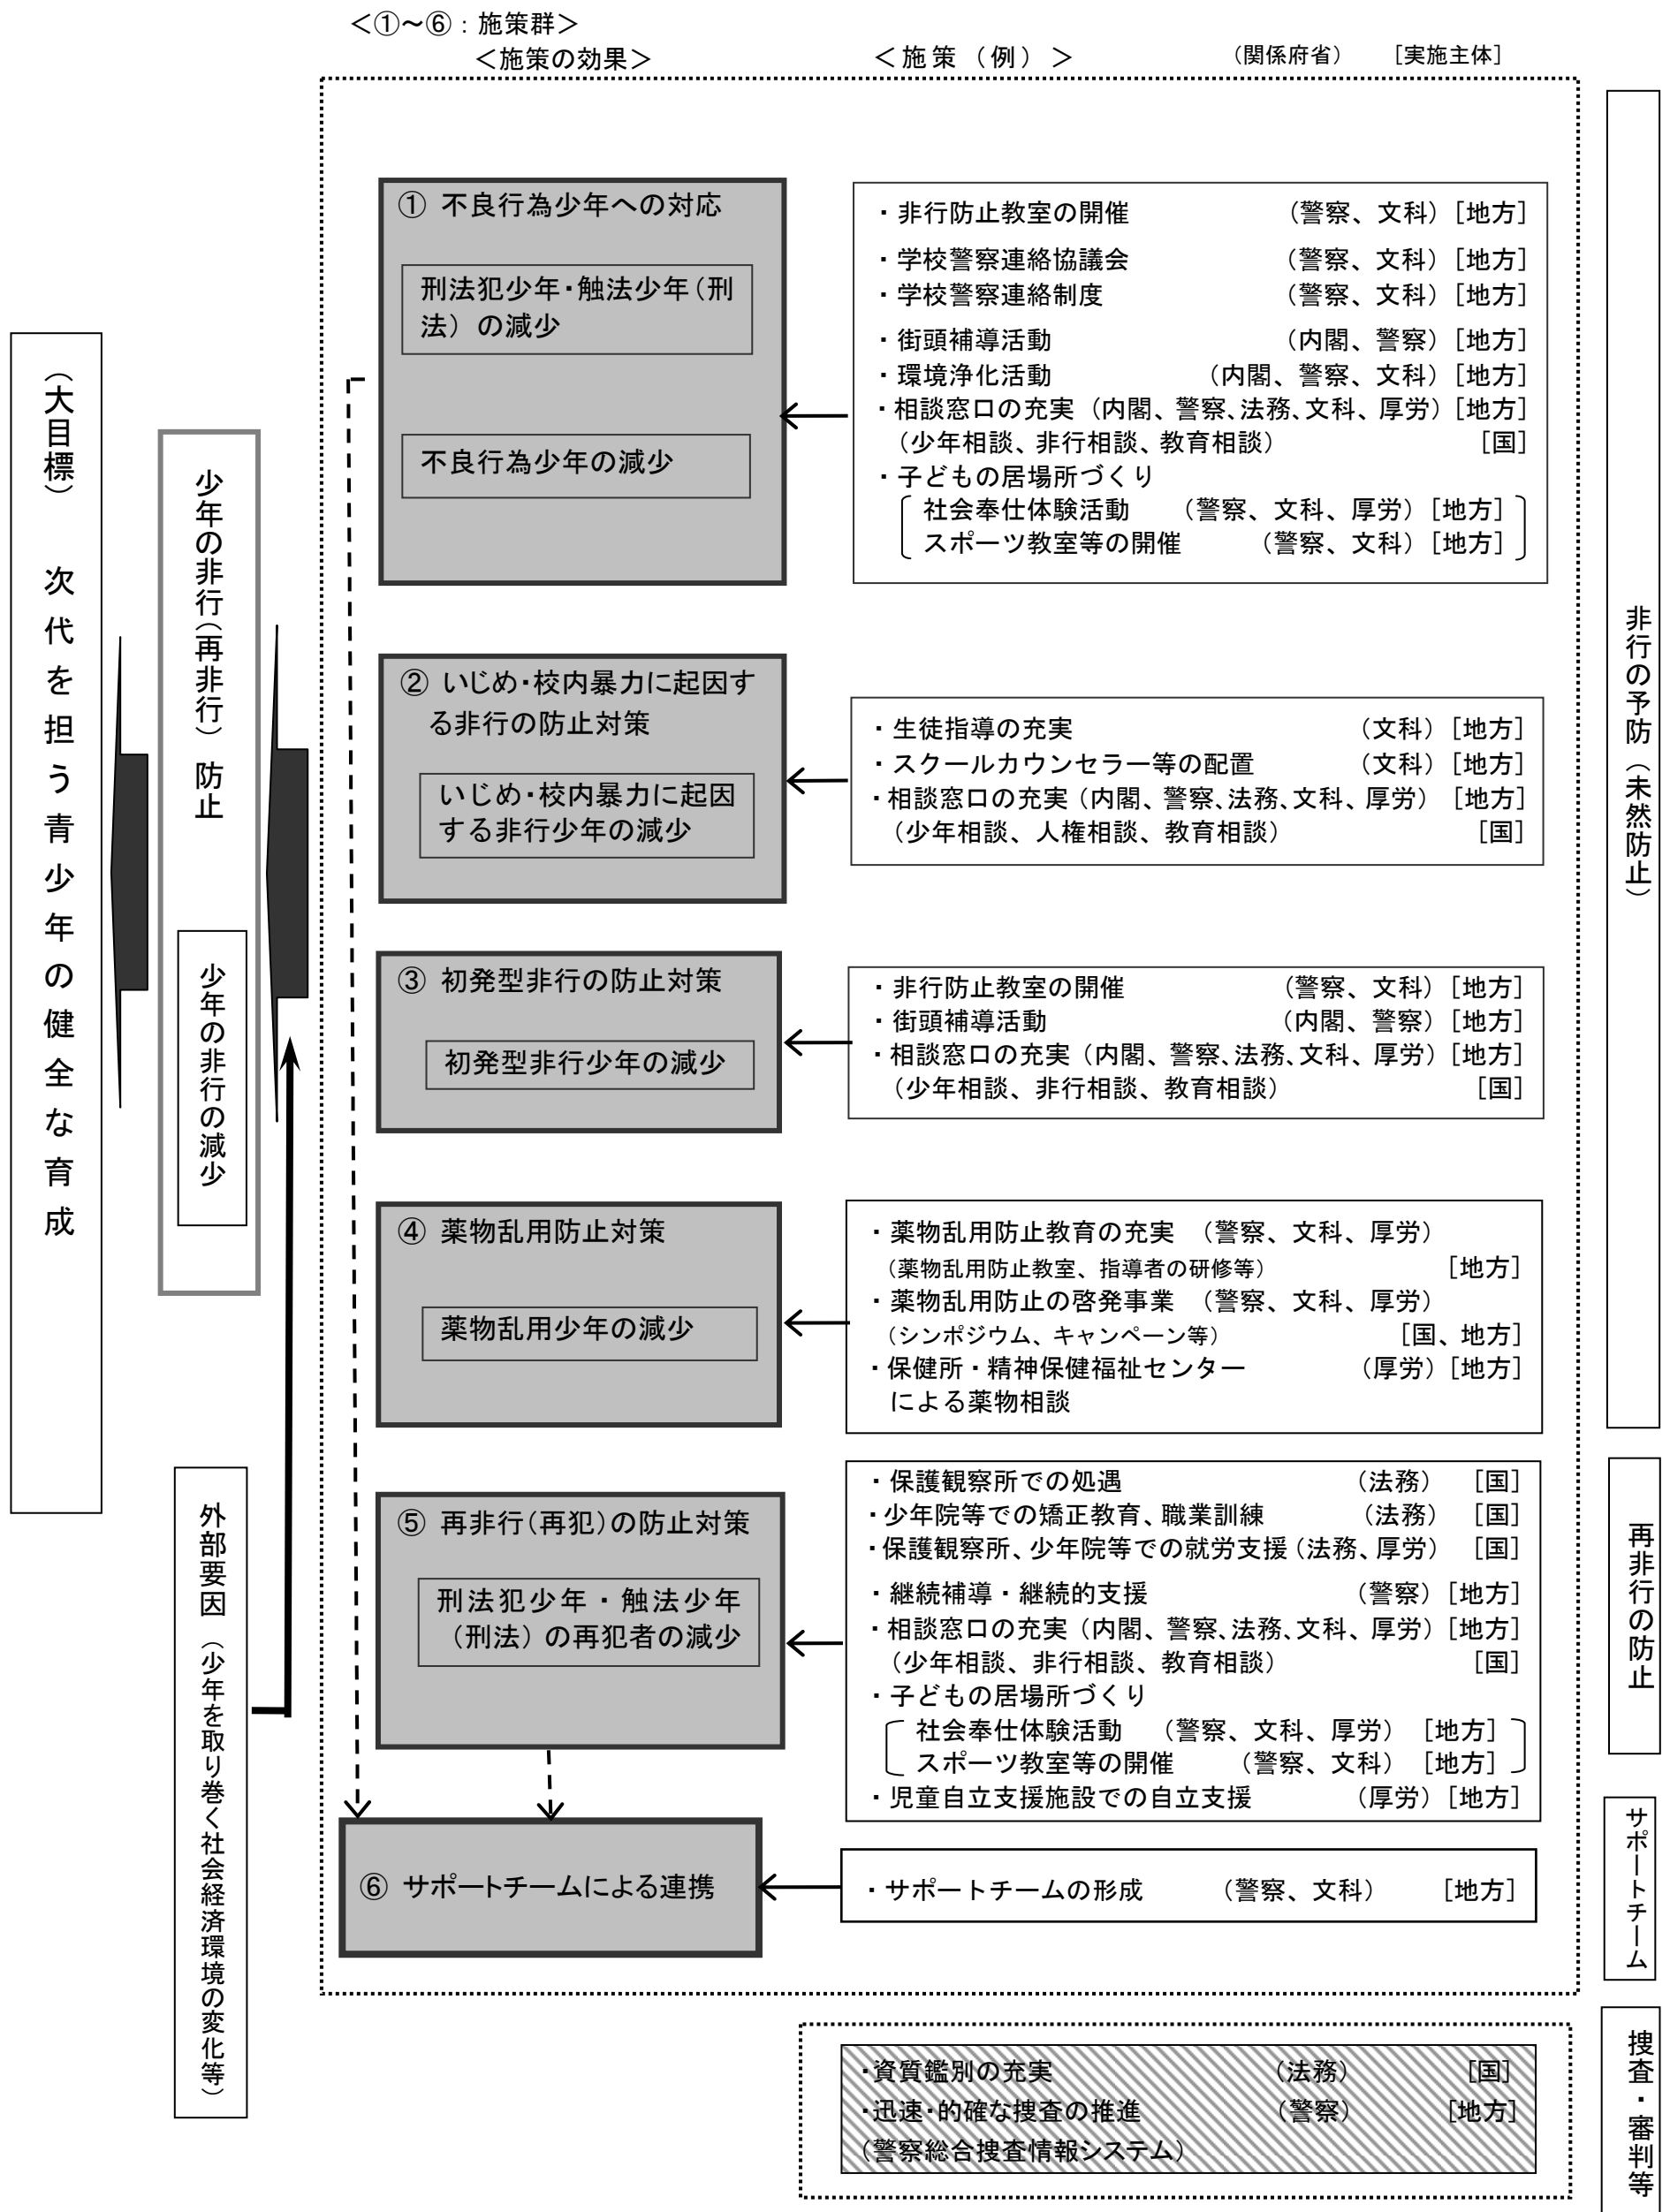 ＜①～⑥：施策群＞
＜施策の効果＞
＜施策（例）＞
（関係府省）
［実施主体］
（大目標）　次代を担う青少年の健全な育成
少年の非行（再非行）防止
少年の非行の減少
外部要因（少年を取り巻く社会経済環境の変化等）
① 不良行為少年への対応
刑法犯少年・触法少年（刑
法）の減少
不良行為少年の減少
・非行防止教室の開催　（警察、文科）［地方］
・学校警察連絡協議会　（警察、文科）［地方］
・学校警察連絡制度　（警察、文科）［地方］
・街頭補導活動　（内閣、警察）［地方］
・環境浄化活動　（内閣、警察、文科）［地方］
・相談窓口の充実（内閣、警察、法務、文科、厚労）［地方］
（少年相談、非行相談、教育相談）　［国］
・子どもの居場所づくり
社会奉仕体験活動　（警察、文科、厚労）［地方］
スポーツ教室等の開催　（警察、文科）［地方］
② いじめ・校内暴力に起因す
る非行の防止対策
いじめ・校内暴力に起因
する非行少年の減少
・生徒指導の充実　（文科）［地方］
・スクールカウンセラー等の配置　（文科）［地方］
・相談窓口の充実（内閣、警察、法務、文科、厚労）［地方］
（少年相談、人権相談、教育相談）　［国］
③ 初発型非行の防止対策
初発型非行少年の減少
・非行防止教室の開催　（警察、文科）［地方］
・街頭補導活動　（内閣、警察）［地方］
・相談窓口の充実（内閣、警察、法務、文科、厚労）［地方］
（少年相談、非行相談、教育相談）　［国］
④ 薬物乱用防止対策
薬物乱用少年の減少
・薬物乱用防止教育の充実　（警察、文科、厚労）
（薬物乱用防止教室、指導者の研修等）　［地方］
・薬物乱用防止の啓発事業　（警察、文科、厚労）
（シンポジウム、キャンペーン等）　［国、地方］
・保健所・精神保健福祉センター　（厚労）［地方］
による薬物相談
⑤ 再非行（再犯）の防止対策
刑法犯少年・触法少年
（刑法）の再犯者の減少
・保護観察所での処遇　（法務）　［国］
・少年院等での矯正教育、職業訓練　（法務）　［国］
・保護観察所、少年院等での就労支援（法務、厚労）　［国］
・継続補導・継続的支援　（警察）［地方］
・相談窓口の充実（内閣、警察、法務、文科、厚労）［地方］
（少年相談、非行相談、教育相談）　［国］
・子どもの居場所づくり
社会奉仕体験活動　（警察、文科、厚労）［地方］
スポーツ教室等の開催　（警察、文科）［地方］
・児童自立支援施設での自立支援　（厚労）［地方］
⑥ サポートチームによる連携
・サポートチームの形成　（警察、文科）　［地方］
・資質鑑別の充実　（法務）　［国］
・迅速・的確な捜査の推進　（警察）　［地方］
（警察総合捜査情報システム）
非行の予防（未然防止）
再非行の防止
サポートチーム
捜査・審判等